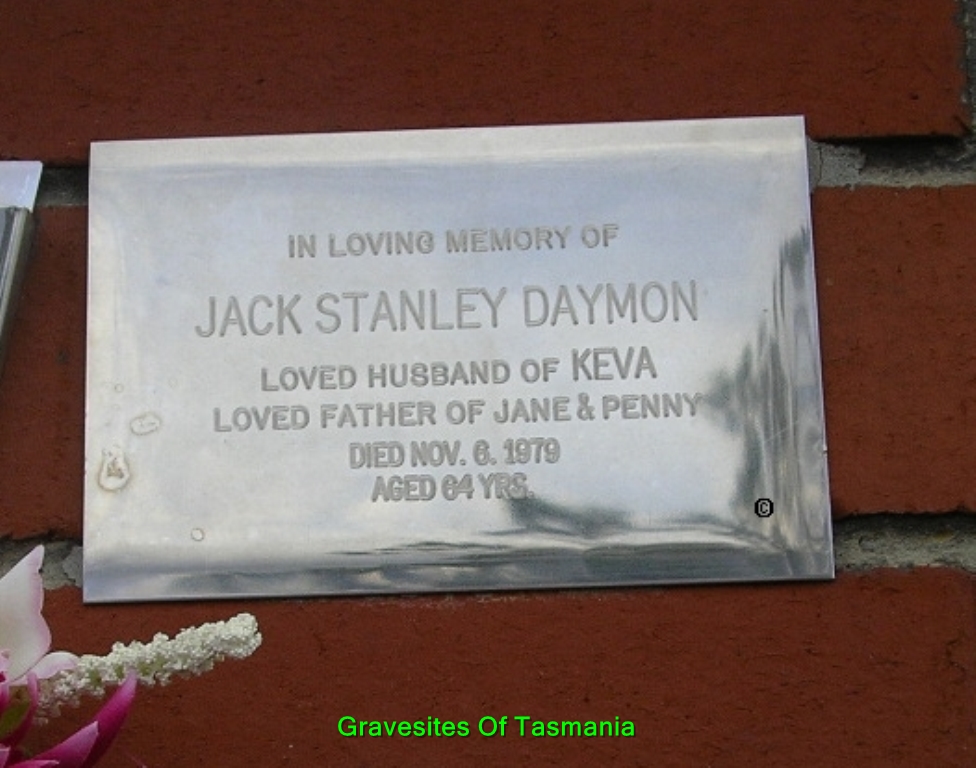 IN LOVING MEMORY OF
JACK STANLEY DAYMON
LOVED HUSBAND OF KEVA
LOVED FATHER OF JANE & PENNY
DIED NOV. 6. 1979
AGED 64 YRS.
©
Gravesites Of Tasmania